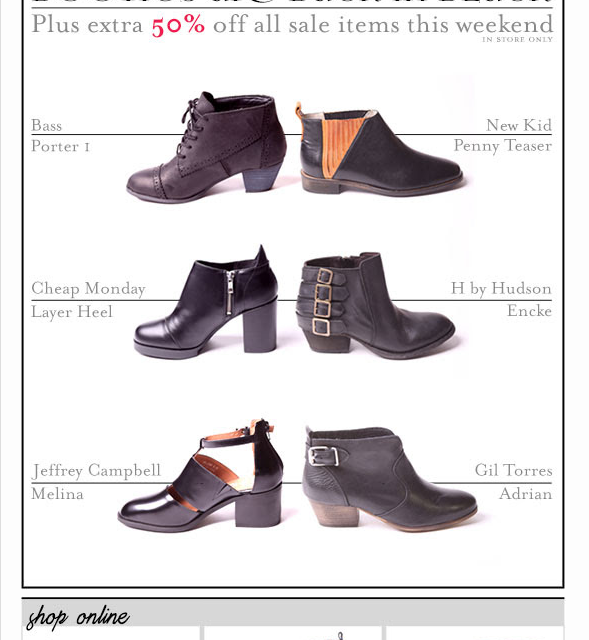 Plus extra 50% off all sale items this weekend
IN STORE ONLY
Bass
Porter 1
New Kid
Penny Teaser
Cheap Monday
Layer Heel
H by Hudson
Encke
Jeffrey Campbell
Melina
Gil Torres
Adrian
shop online